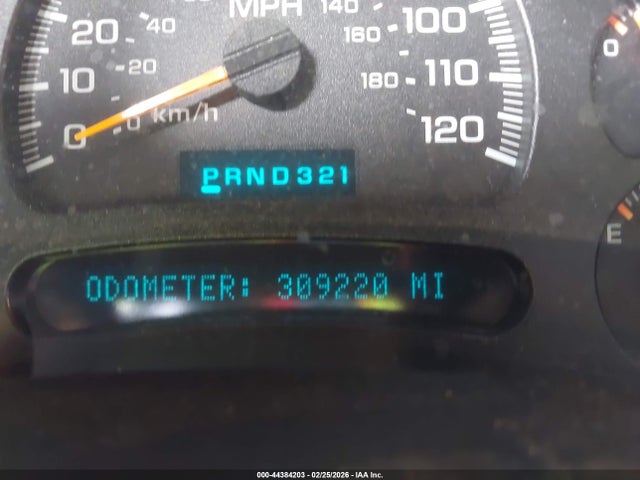 MPH
0 10 20 100 110 120
0 20 40 140 160 180
km/h
PRND321
0
E
ODOMETER: 309220 MI
000-44384203 - 02/25/2026 - IAA Inc.